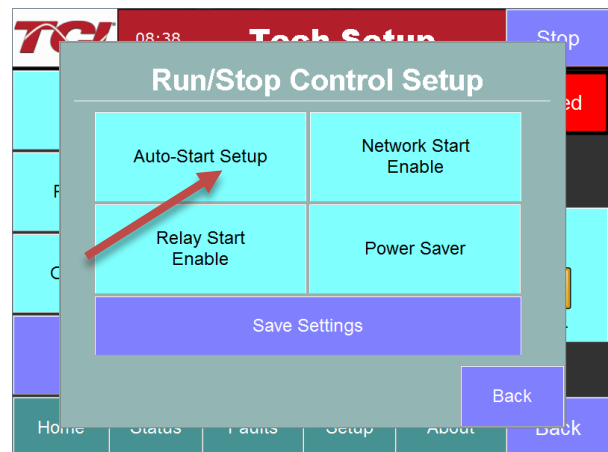 TCI 08:38 Tech Setup Stop
Run/Stop Control Setup
ed
Auto-Start Setup
Network Start
Enable
Relay Start
Enable
Power Saver
Save Settings
Back
Home Status Faults Setup About Back